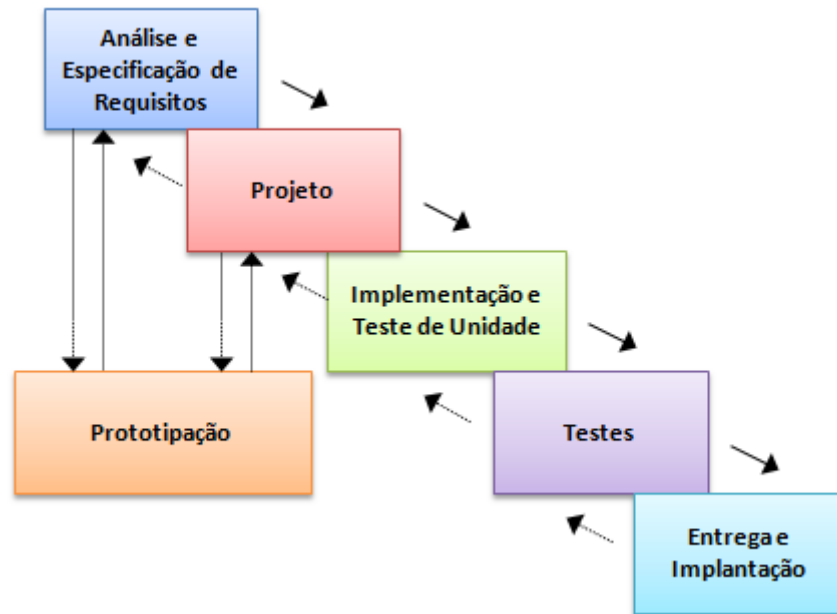 Análise e
Especificação de
Requisitos
Projeto
Implementação e
Teste de Unidade
Prototipação
Testes
Entrega e
Implantação